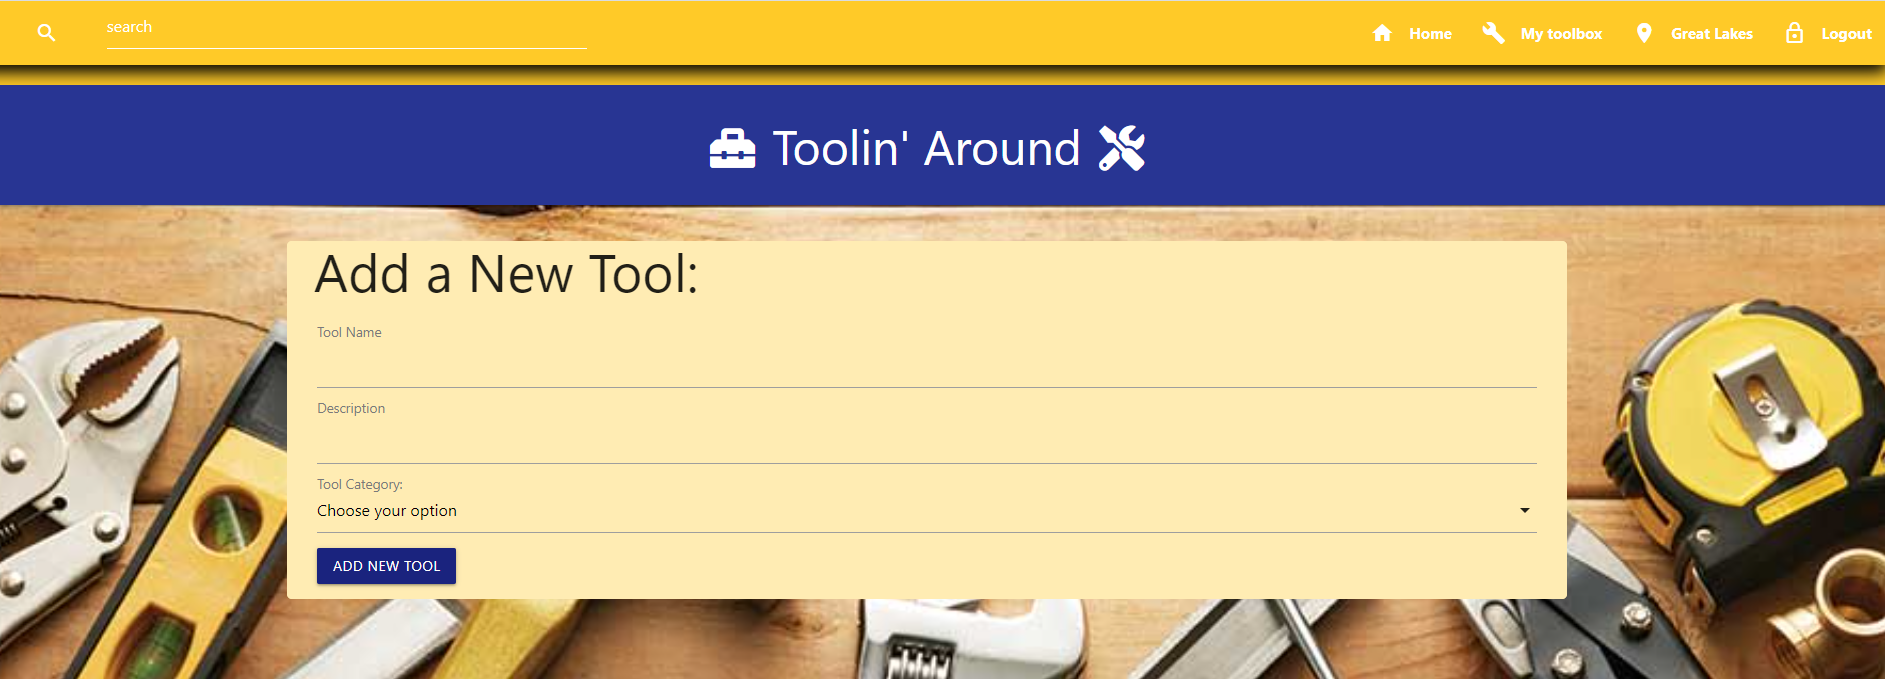 search
Home
My toolbox
Great Lakes
Logout
Toolin' Around
Add a New Tool:
Tool Name
Description
Tool Category:
Choose your option
ADD NEW TOOL